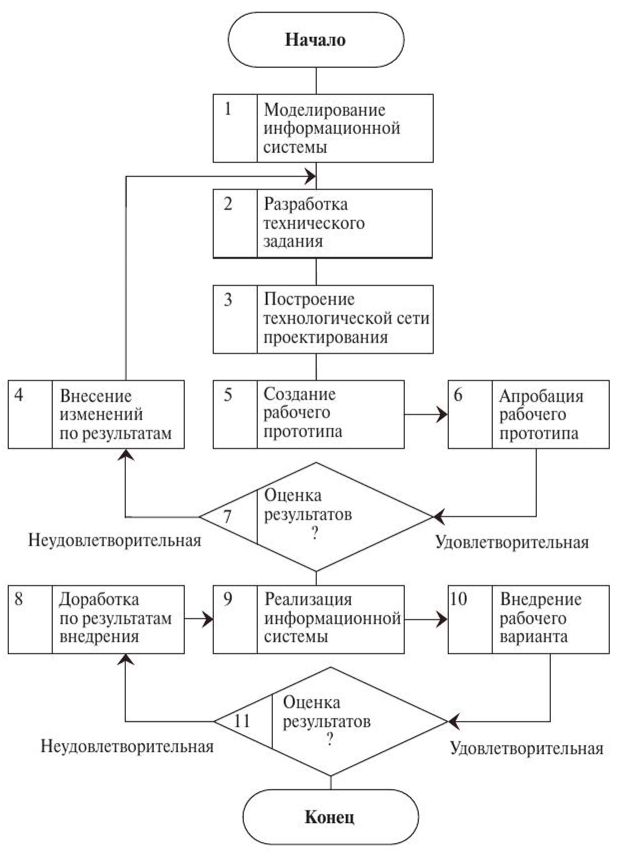 Начало
1
Моделирование
информационной
системы
2
Разработка
технического
задания
3
Построение
технологической сети
проектирования
4
Внесение
изменений
по результатам
5
Создание
рабочего
прототипа
6
Апробация
рабочего
прототипа
7
Оценка
результатов
?
Неудовлетворительная
Удовлетворительная
8
Доработка
по результатам
внедрения
9
Реализация
информационной
системы
10
Внедрение
рабочего
варианта
11
Оценка
результатов
?
Неудовлетворительная
Удовлетворительная
Конец